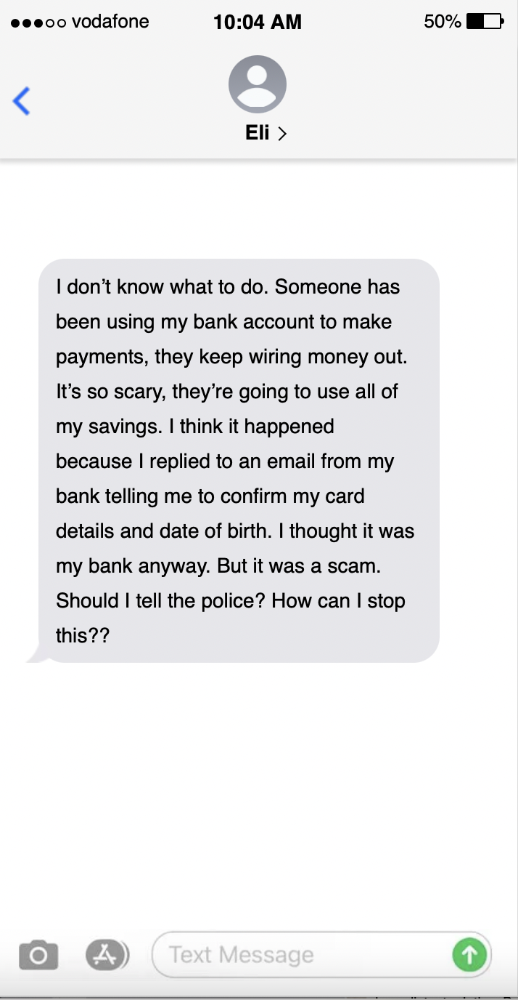 vodafone 10:04 AM 50%
Eli >
I don’t know what to do. Someone has
been using my bank account to make
payments, they keep wiring money out.
It’s so scary, they’re going to use all of
my savings. I think it happened
because I replied to an email from my
bank telling me to confirm my card
details and date of birth. I thought it was
my bank anyway. But it was a scam.
Should I tell the police? How can I stop
this??
Text Message